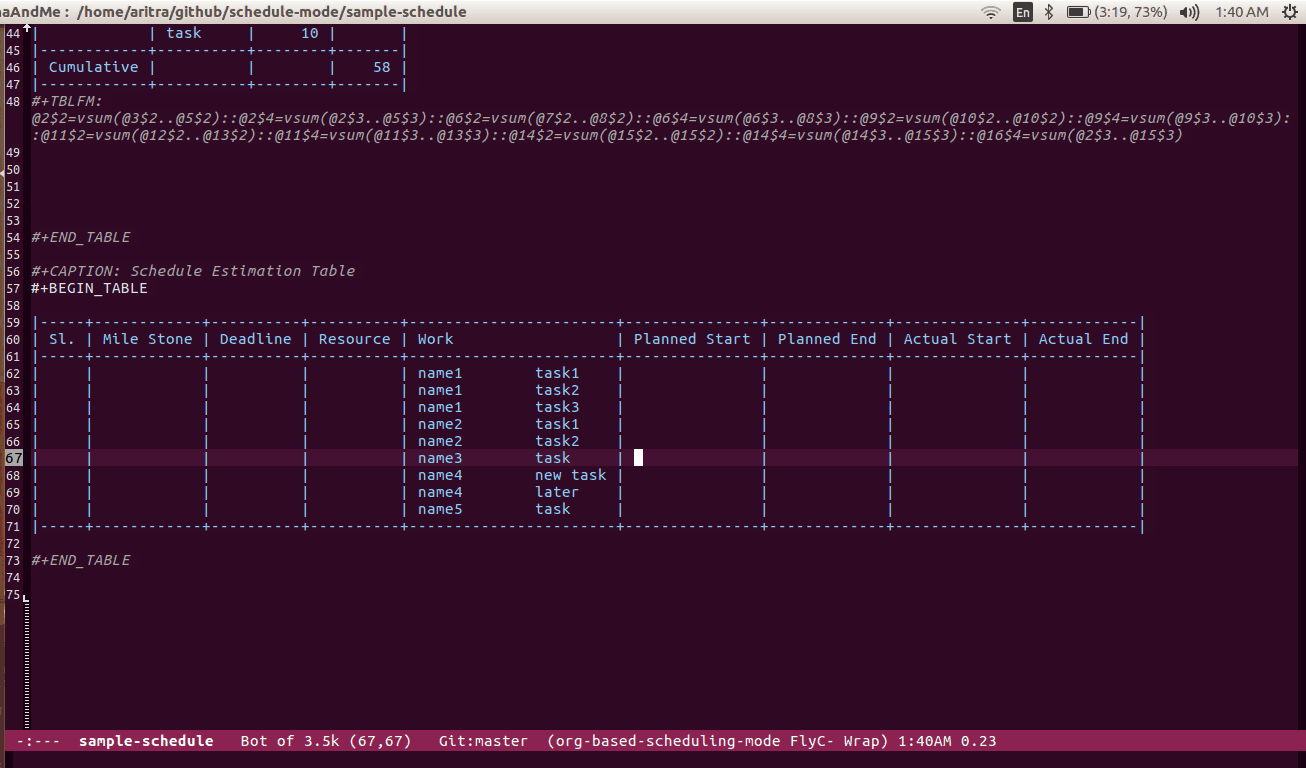 aAndMe : /home/aritra/github/schedule-mode/sample-schedule En (3:19, 73%) 1:40 AM
44 |            | task     |     10 |       |
45 |------------+----------+--------+-------|
46 | Cumulative |          |        |    58 |
47 |------------+----------+--------+-------|
48 #+TBLFM:
@2$2=vsum(@3$2..@5$2)::@2$4=vsum(@2$3..@5$3)::@6$2=vsum(@7$2..@8$2)::@6$4=vsum(@6$3..@8$3)::@9$2=vsum(@10$2..@10$2)::@9$4=vsum(@9$3..@10$3):
:@11$2=vsum(@12$2..@13$2)::@11$4=vsum(@11$3..@13$3)::@14$2=vsum(@15$2..@15$2)::@14$4=vsum(@14$3..@15$3)::@16$4=vsum(@2$3..@15$3)
49
50
51
52
53
54 #+END_TABLE
55
56 #+CAPTION: Schedule Estimation Table
57 #+BEGIN_TABLE
58
59 |-----+------------+----------+----------+-----------------------+---------------+-------------+--------------+------------|
60 | Sl. | Mile Stone | Deadline | Resource | Work                  | Planned Start | Planned End | Actual Start | Actual End |
61 |-----+------------+----------+----------+-----------------------+---------------+-------------+--------------+------------|
62 |     |            |          |          | name1        task1    |               |             |              |            |
63 |     |            |          |          | name1        task2    |               |             |              |            |
64 |     |            |          |          | name1        task3    |               |             |              |            |
65 |     |            |          |          | name2        task1    |               |             |              |            |
66 |     |            |          |          | name2        task2    |               |             |              |            |
67 |     |            |          |          | name3        task     |               |             |              |            |
68 |     |            |          |          | name4        new task |               |             |              |            |
69 |     |            |          |          | name4        later    |               |             |              |            |
70 |     |            |          |          | name5        task     |               |             |              |            |
71 |-----+------------+----------+----------+-----------------------+---------------+-------------+--------------+------------|
72
73 #+END_TABLE
74
75
-:--- sample-schedule Bot of 3.5k (67,67) Git:master (org-based-scheduling-mode FlyC- Wrap) 1:40AM 0.23